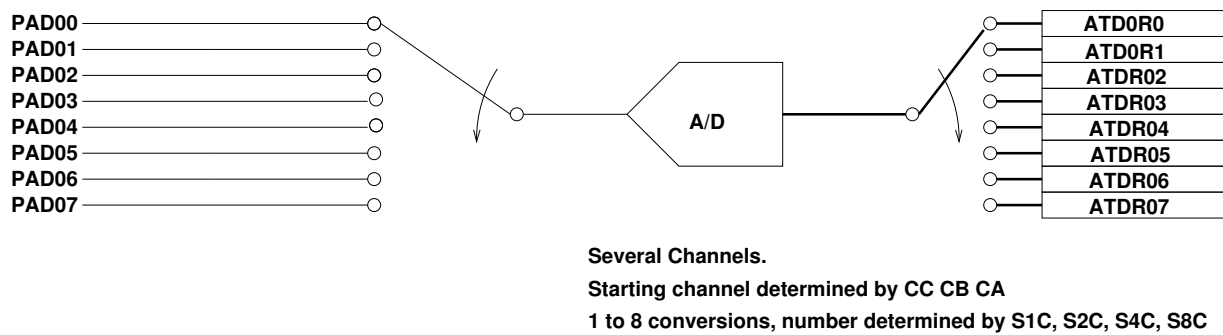 PAD00
PAD01
PAD02
PAD03
PAD04
PAD05
PAD06
PAD07
A/D
ATD0R0
ATD0R1
ATDR02
ATDR03
ATDR04
ATDR05
ATDR06
ATDR07
Several Channels.
Starting channel determined by CC CB CA
1 to 8 conversions, number determined by S1C, S2C, S4C, S8C